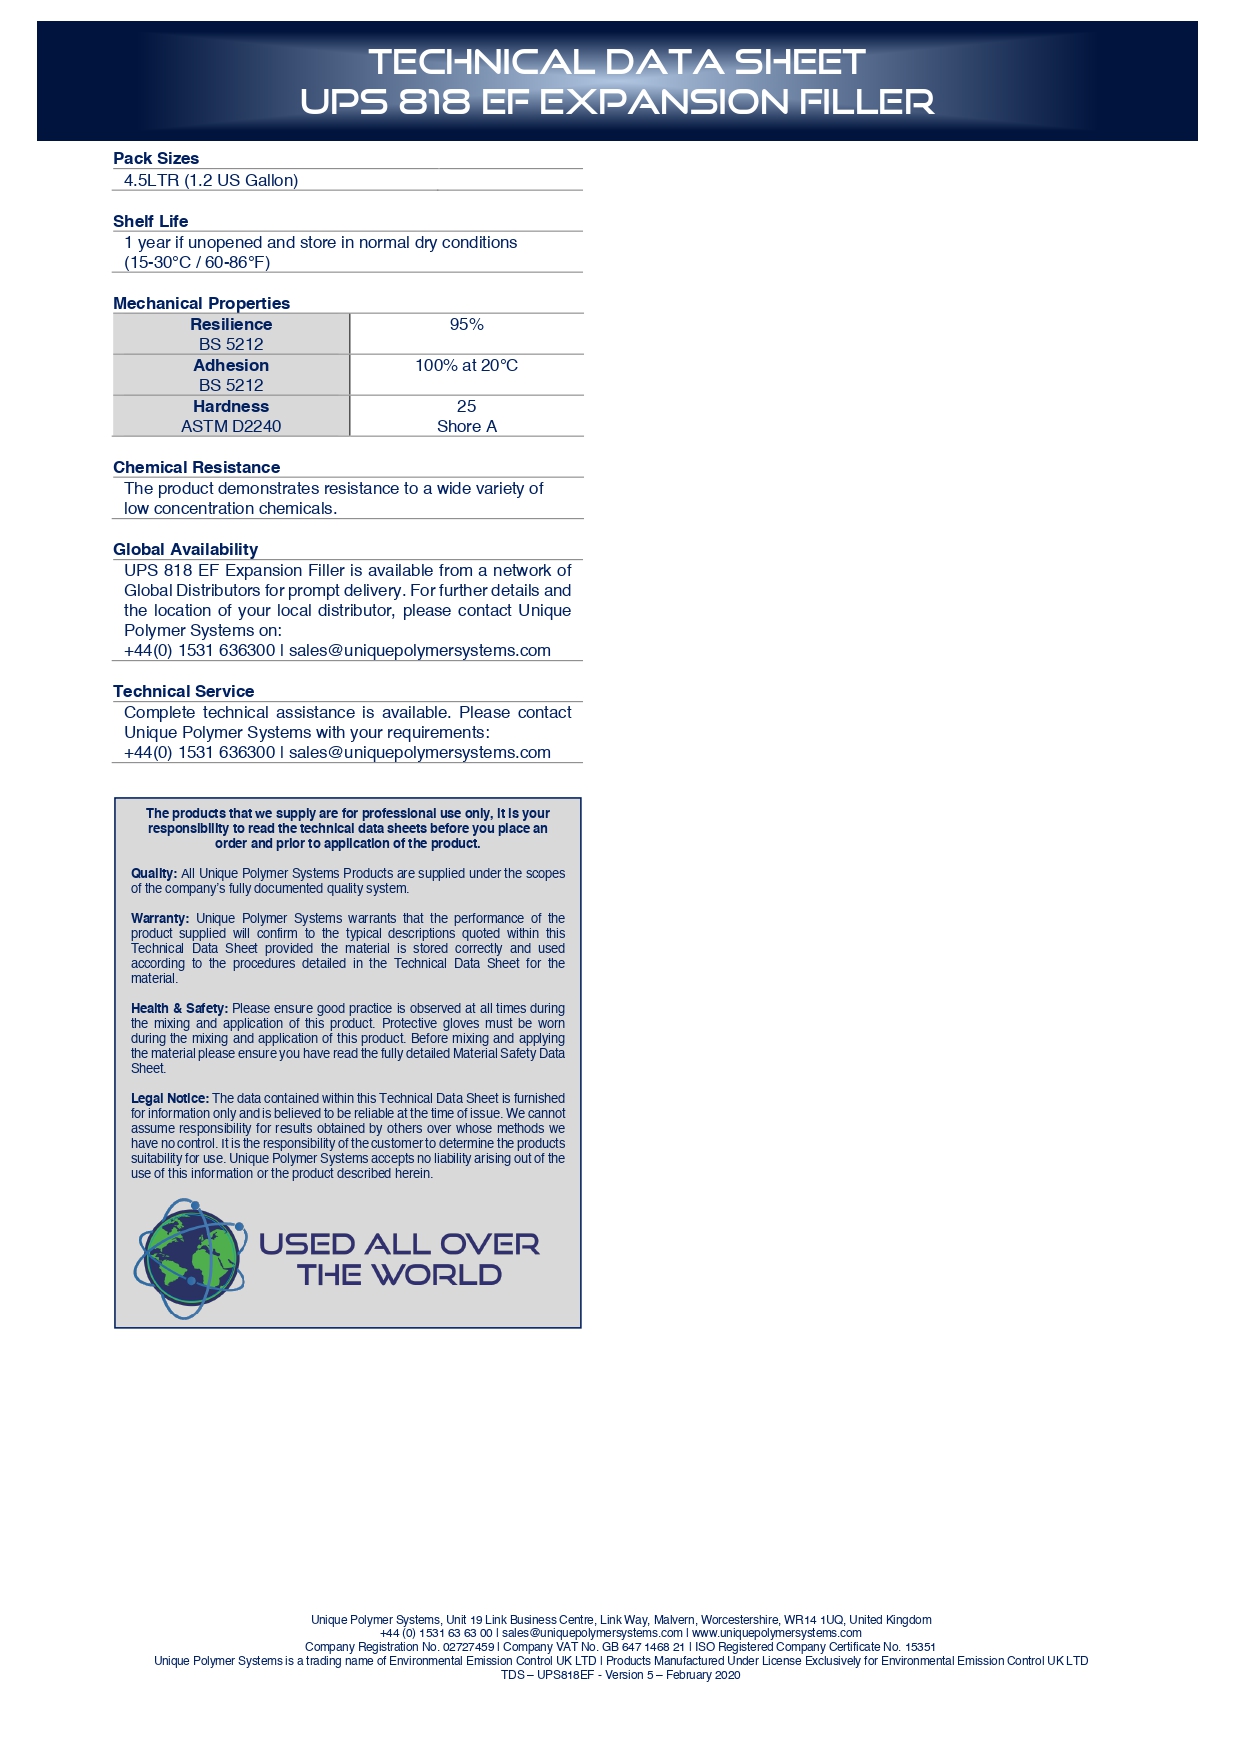 TECHNICAL DATA SHEET
UPS 818 EF EXPANSION FILLER
Pack Sizes
4.5LTR (1.2 US Gallon)
Shelf Life
1 year if unopened and store in normal dry conditions
(15-30°C / 60-86°F)
Mechanical Properties
Resilience 95%
BS 5212
Adhesion 100% at 20°C
BS 5212
Hardness 25
ASTM D2240 Shore A
Chemical Resistance
The product demonstrates resistance to a wide variety of
low concentration chemicals.
Global Availability
UPS 818 EF Expansion Filler is available from a network of
Global Distributors for prompt delivery. For further details and
the location of your local distributor, please contact Unique
Polymer Systems on:
+44(0) 1531 636300 | sales@uniquepolymersystems.com
Technical Service
Complete technical assistance is available. Please contact
Unique Polymer Systems with your requirements:
+44(0) 1531 636300 | sales@uniquepolymersystems.com
The products that we supply are for professional use only, it is your
responsibility to read the technical data sheets before you place an
order and prior to application of the product.
Quality: All Unique Polymer Systems Products are supplied under the scopes
of the company's fully documented quality system.
Warranty: Unique Polymer Systems warrants that the performance of the
product supplied will confirm to the typical descriptions quoted within this
Technical Data Sheet provided the material is stored correctly and used
according to the procedures detailed in the Technical Data Sheet for the
material.
Health & Safety: Please ensure good practice is observed at all times during
the mixing and application of this product. Protective gloves must be worn
during the mixing and application of this product. Before mixing and applying
the material please ensure you have read the fully detailed Material Safety Data
Sheet.
Legal Notice: The data contained within this Technical Data Sheet is furnished
for information only and is believed to be reliable at the time of issue. We cannot
assume responsibility for results obtained by others over whose methods we
have no control. It is the responsibility of the customer to determine the products
suitability for use. Unique Polymer Systems accepts no liability arising out of the
use of this information or the product described herein.
USED ALL OVER
THE WORLD
Unique Polymer Systems, Unit 19 Link Business Centre, Link Way, Malvern, Worcestershire, WR14 1UQ, United Kingdom
+44 (0) 1531 63 63 00 | sales@uniquepolymersystems.com | www.uniquepolymersystems.com
Company Registration No. 02727459 | Company VAT No. GB 647 1468 21 | ISO Registered Company Certificate No. 15351
Unique Polymer Systems is a trading name of Environmental Emission Control UK LTD | Products Manufactured Under License Exclusively for Environmental Emission Control UK LTD
TDS – UPS818EF - Version 5 – February 2020